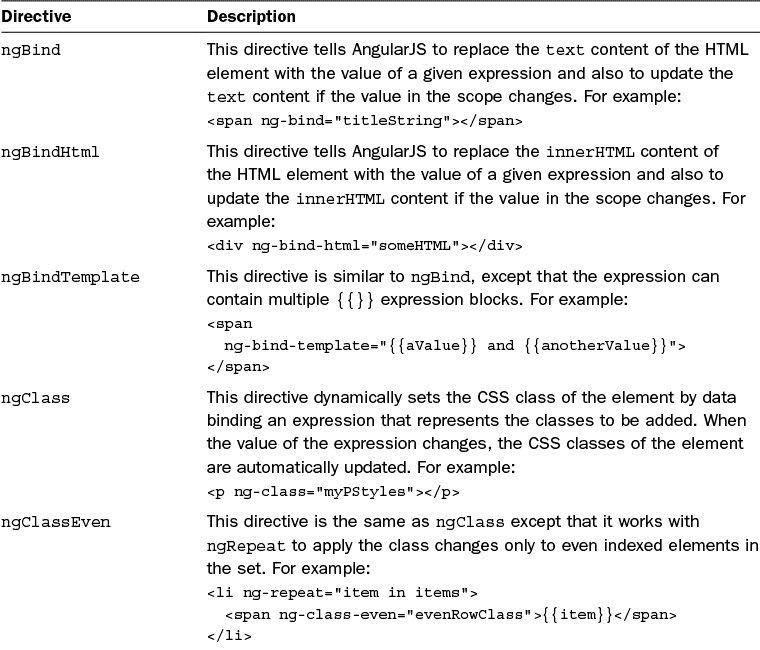 Directive Description
ngBind This directive tells AngularJS to replace the text content of the HTML
element with the value of a given expression and also to update the
text content if the value in the scope changes. For example:
<span ng-bind="titleString"></span>
ngBindHtml This directive tells AngularJS to replace the innerHTML content of
the HTML element with the value of a given expression and also to
update the innerHTML content if the value in the scope changes. For
example:
<div ng-bind-html="someHTML"></div>
ngBindTemplate This directive is similar to ngBind, except that the expression can
contain multiple {{}} expression blocks. For example:
<span
ng-bind-template="{{aValue}} and {{anotherValue}}">
</span>
ngClass This directive dynamically sets the CSS class of the element by data
binding an expression that represents the classes to be added. When
the value of the expression changes, the CSS classes of the element
are automatically updated. For example:
<p ng-class="myPStyles"></p>
ngClassEven This directive is the same as ngClass except that it works with
ngRepeat to apply the class changes only to even indexed elements in
the set. For example:
<li ng-repeat="item in items">
<span ng-class-even="evenRowClass">{{item}}</span>
</li>